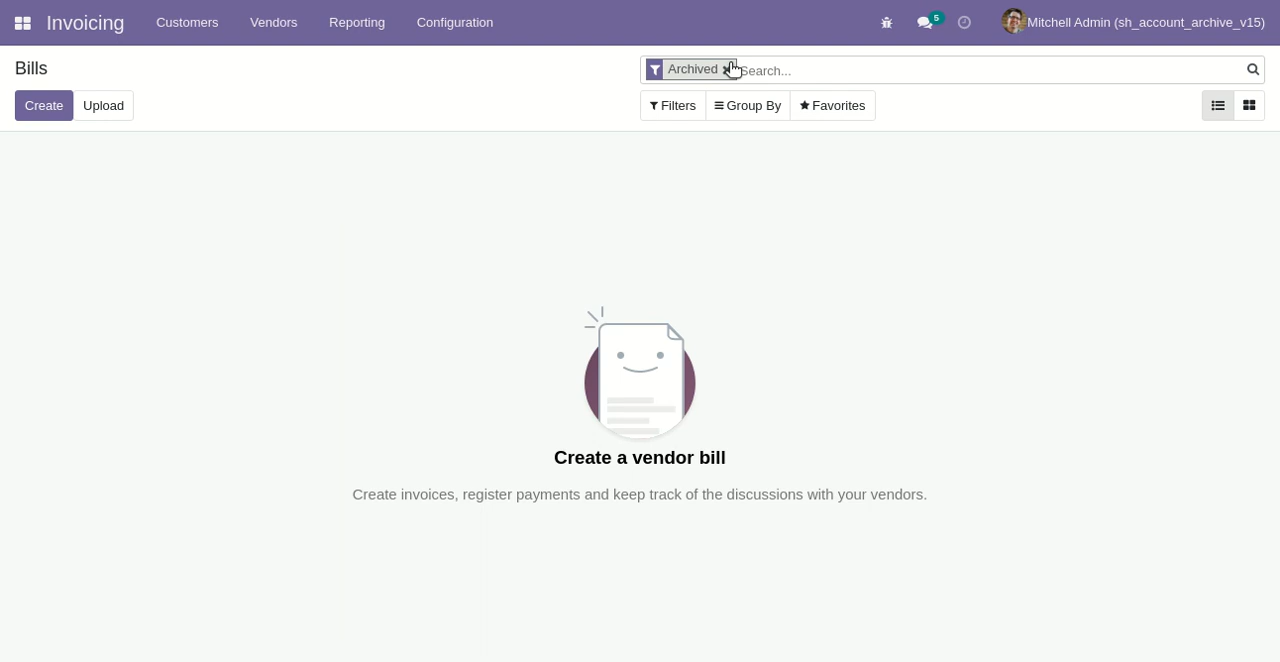 Invoicing Customers Vendors Reporting Configuration 5 Mitchell Admin (sh_account_archive_v15)
Bills Archived Search...
Create Upload Filters Group By Favorites
Create a vendor bill
Create invoices, register payments and keep track of the discussions with your vendors.